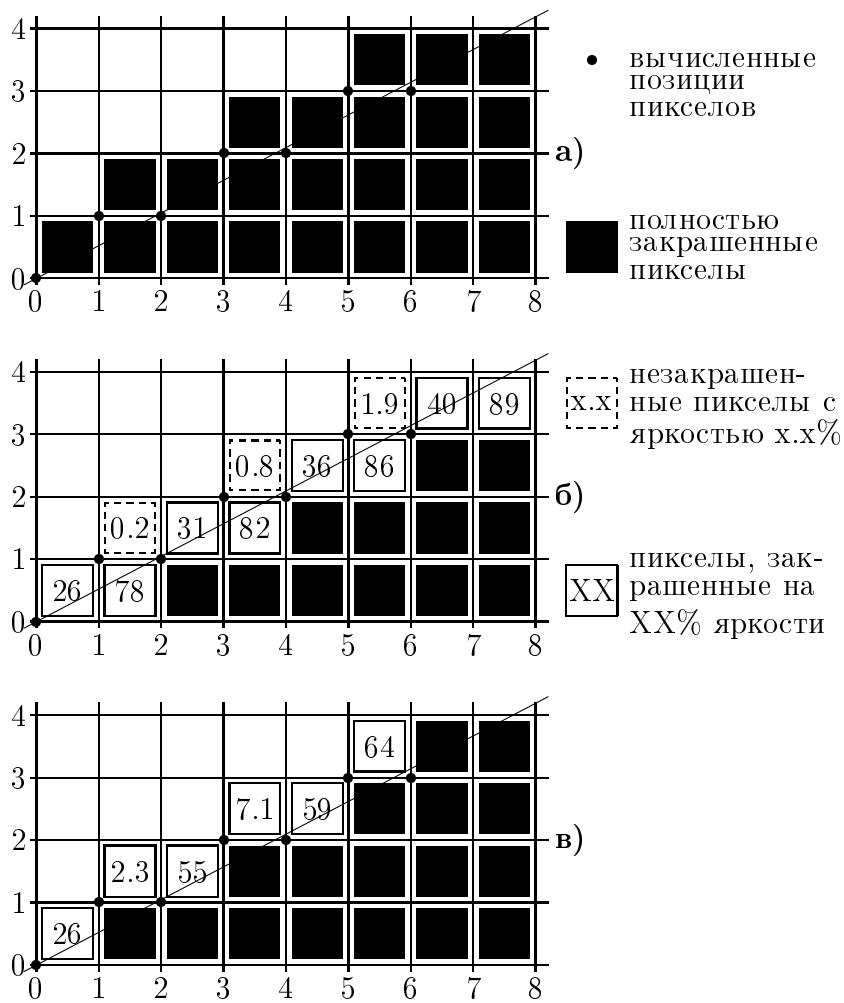 4
3
2
1
0
0 1 2 3 4 5 6 7 8
а)
вычисленные
позиции
пикселов
полностью
закрашенные
пикселы
4
3
2
1
0
1.9 40 89
0.8 36 86
0.2 31 82
26 78
0 1 2 3 4 5 6 7 8
б)
x.x
незакрашен-
ные пикселы с
яркостью x.x%
XX
пикселы, зак-
рашенные на
XX% яркости
4
3
2
1
0
64
7.1 59
2.3 55
26
0 1 2 3 4 5 6 7 8
в)